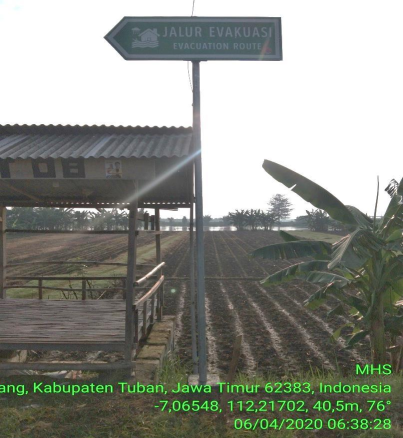 JALUR EVAKUASI
EVACUATION ROUTE
MHS
ang, Kabupaten Tuban, Jawa Timur 62383, Indonesia
-7,06548, 112,21702, 40,5m, 76°
06/04/2020 06:38:28